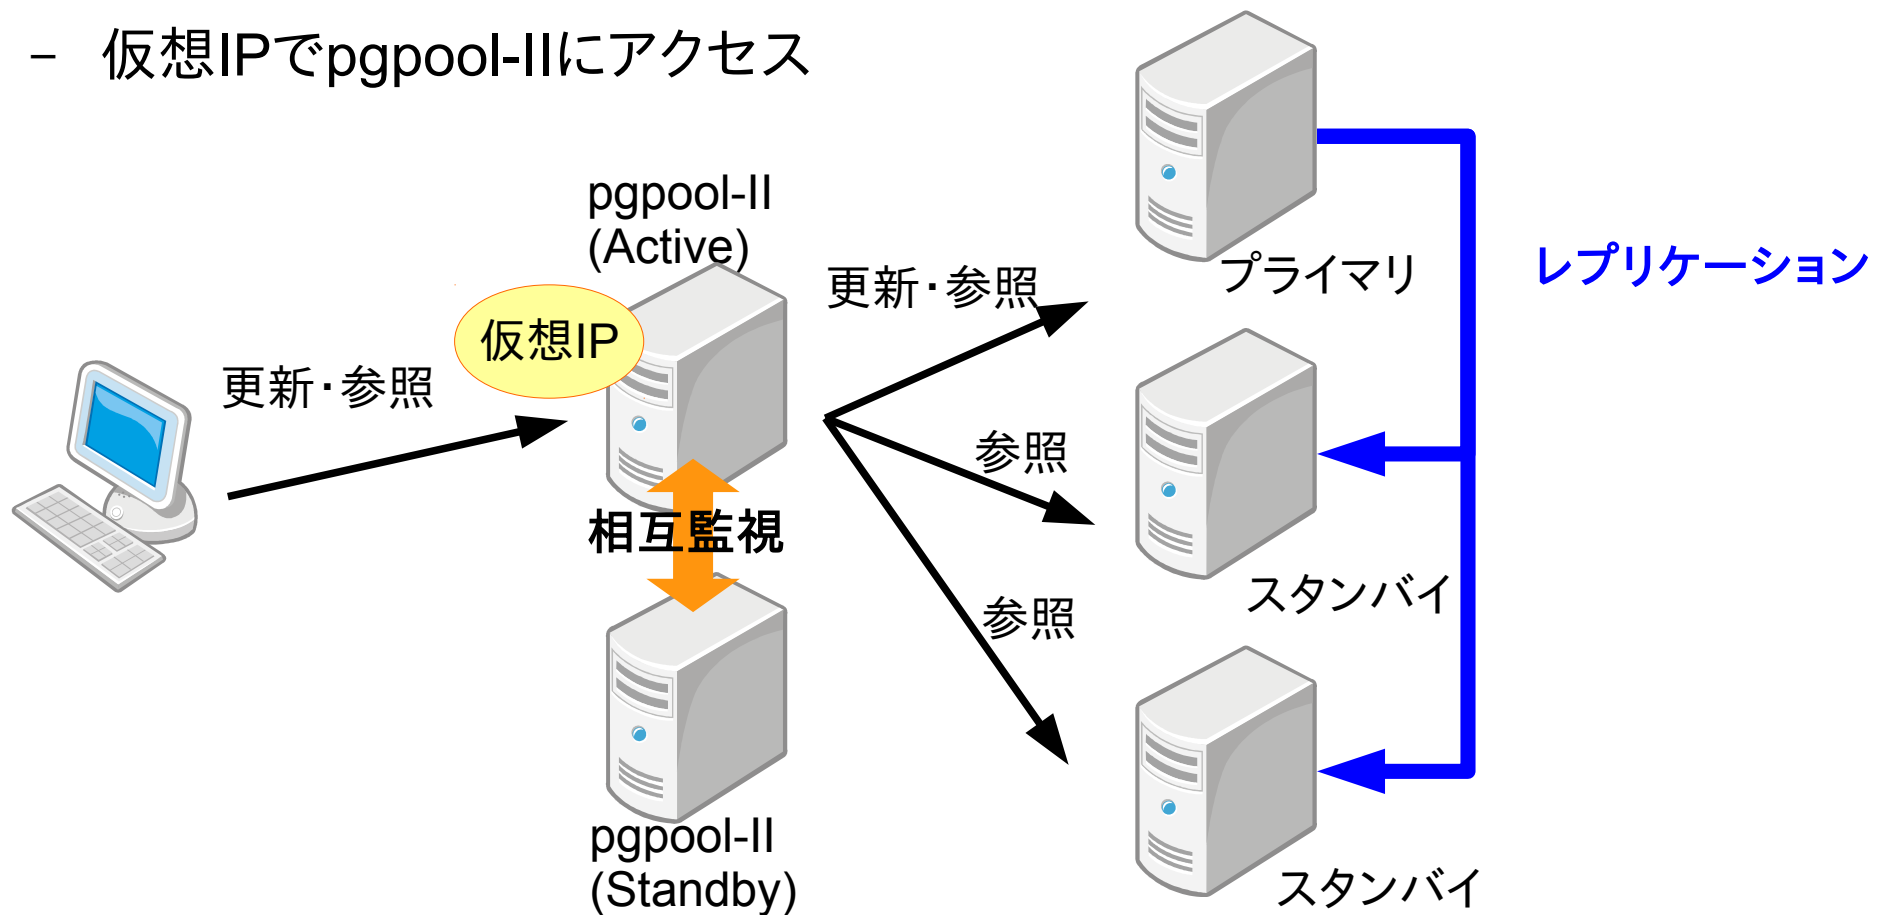 – 仮想IPでpgpool-IIにアクセス
pgpool-II
(Active)
仮想IP
更新・参照
更新・参照
参照
参照
相互監視
pgpool-II
(Standby)
プライマリ
スタンバイ
スタンバイ
レプリケーション